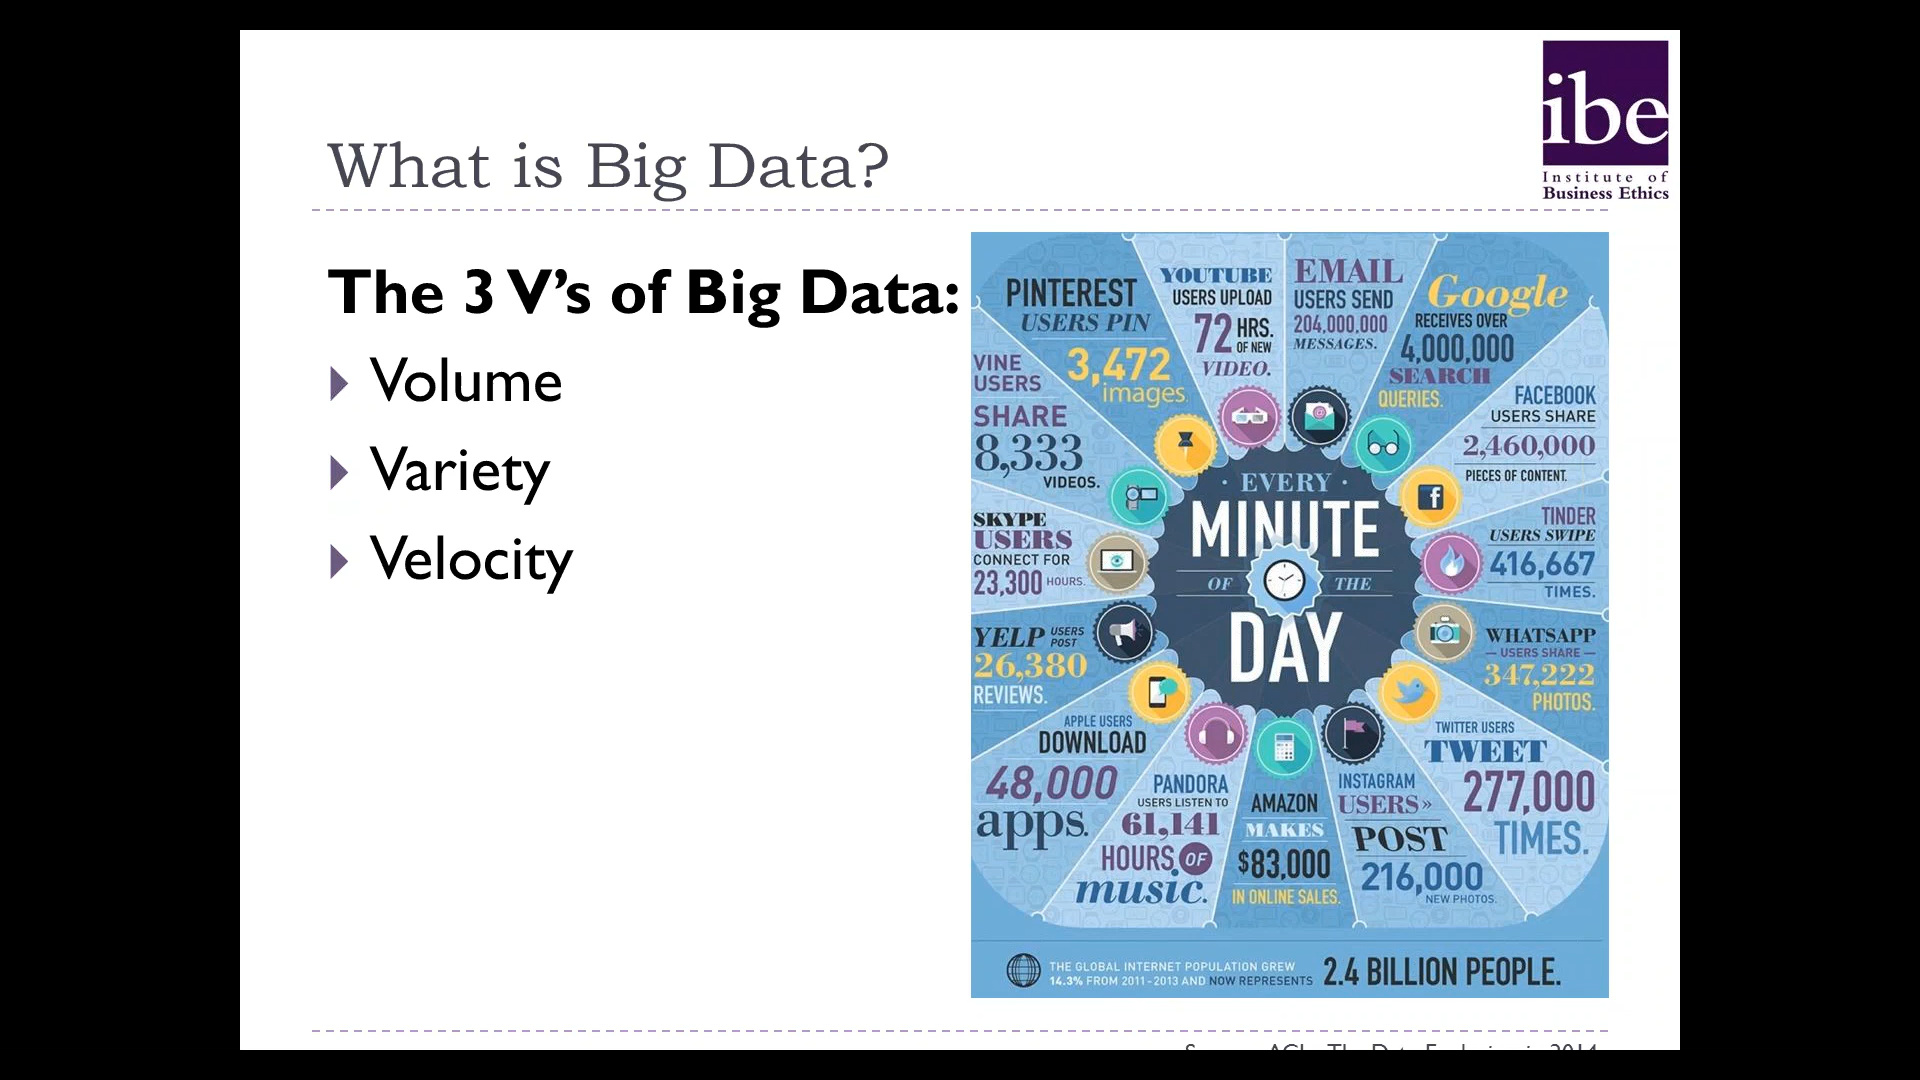 ibe
Institute of
Business Ethics
What is Big Data?
The 3 V’s of Big Data:
Volume
Variety
Velocity
PINTEREST
USERS PIN
3,472
images.
YOUTUBE
USERS UPLOAD
72 HRS.
OF NEW
VIDEO.
EMAIL
USERS SEND
204,000,000
MESSAGES.
Google
RECEIVES OVER
4,000,000
SEARCH
QUERIES.
FACEBOOK
USERS SHARE
2,460,000
PIECES OF CONTENT.
TINDER
USERS SWIPE
416,667
TIMES.
WHATSAPP
USERS SHARE
347,222
PHOTOS.
TWITTER USERS
TWEET
277,000
TIMES.
INSTAGRAM
USERS»
POST
216,000
NEW PHOTOS.
AMAZON
MAKES
$83,000
IN ONLINE SALES.
PANDORA
USERS LISTEN TO
61,141
HOURS OF
music.
APPLE USERS
DOWNLOAD
48,000
apps.
YELP USERS
POST
26,380
REVIEWS.
SKYPE
USERS
CONNECT FOR
23,300 HOURS.
VINE
USERS
SHARE
8,333
VIDEOS.
· EVERY ·
MINUTE
OF THE
DAY
THE GLOBAL INTERNET POPULATION GREW
14.3% FROM 2011-2013 AND NOW REPRESENTS
2.4 BILLION PEOPLE.